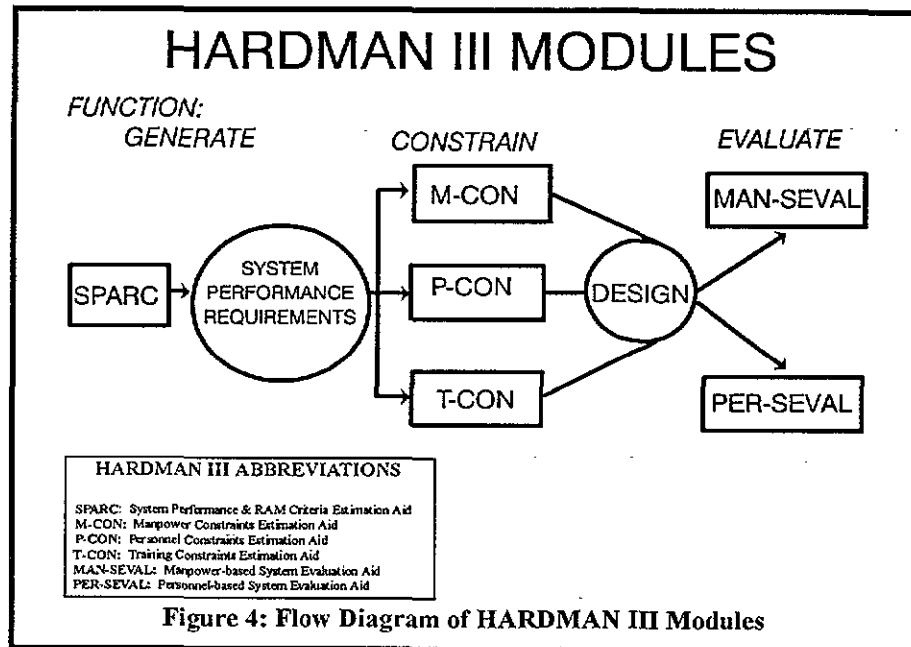 HARDMAN III MODULES
FUNCTION:
GENERATE
CONSTRAIN
EVALUATE
SPARC
SYSTEM
PERFORMANCE
REQUIREMENTS
M-CON
P-CON
T-CON
DESIGN
MAN-SEVAL
PER-SEVAL
HARDMAN III ABBREVIATIONS
SPARC: System Performance & RAM Criteria Estimation Aid
M-CON: Manpower Constraints Estimation Aid
P-CON: Personnel Constraints Estimation Aid
T-CON: Training Constraints Estimation Aid
MAN-SEVAL: Manpower-based System Evaluation Aid
PER-SEVAL: Personnel-based System Evaluation Aid
Figure 4: Flow Diagram of HARDMAN III Modules